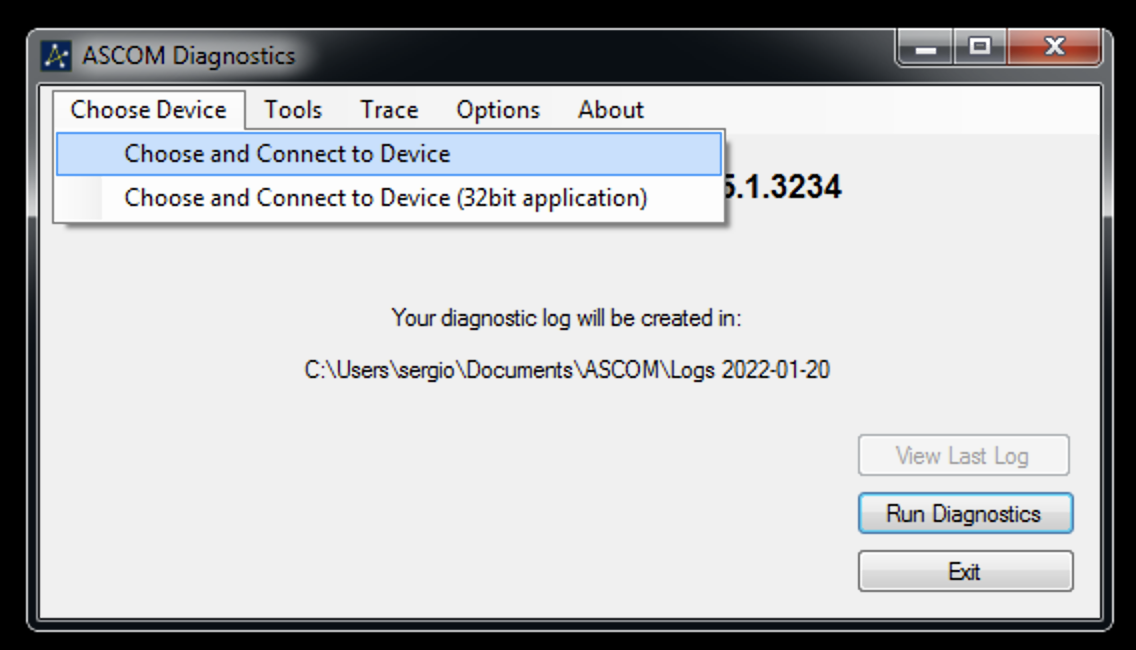 ASCOM Diagnostics
Choose Device Tools Trace Options About
Choose and Connect to Device
Choose and Connect to Device (32bit application)
5.1.3234
Your diagnostic log will be created in:
C:\Users\sergio\Documents\ASCOM\Logs 2022-01-20
View Last Log
Run Diagnostics
Exit